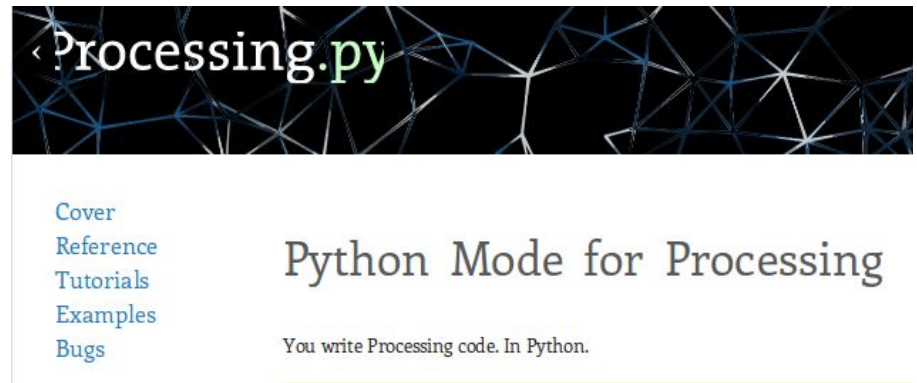 ‹ Processing.py
Cover
Reference
Tutorials
Examples
Bugs
Python Mode for Processing
You write Processing code. In Python.